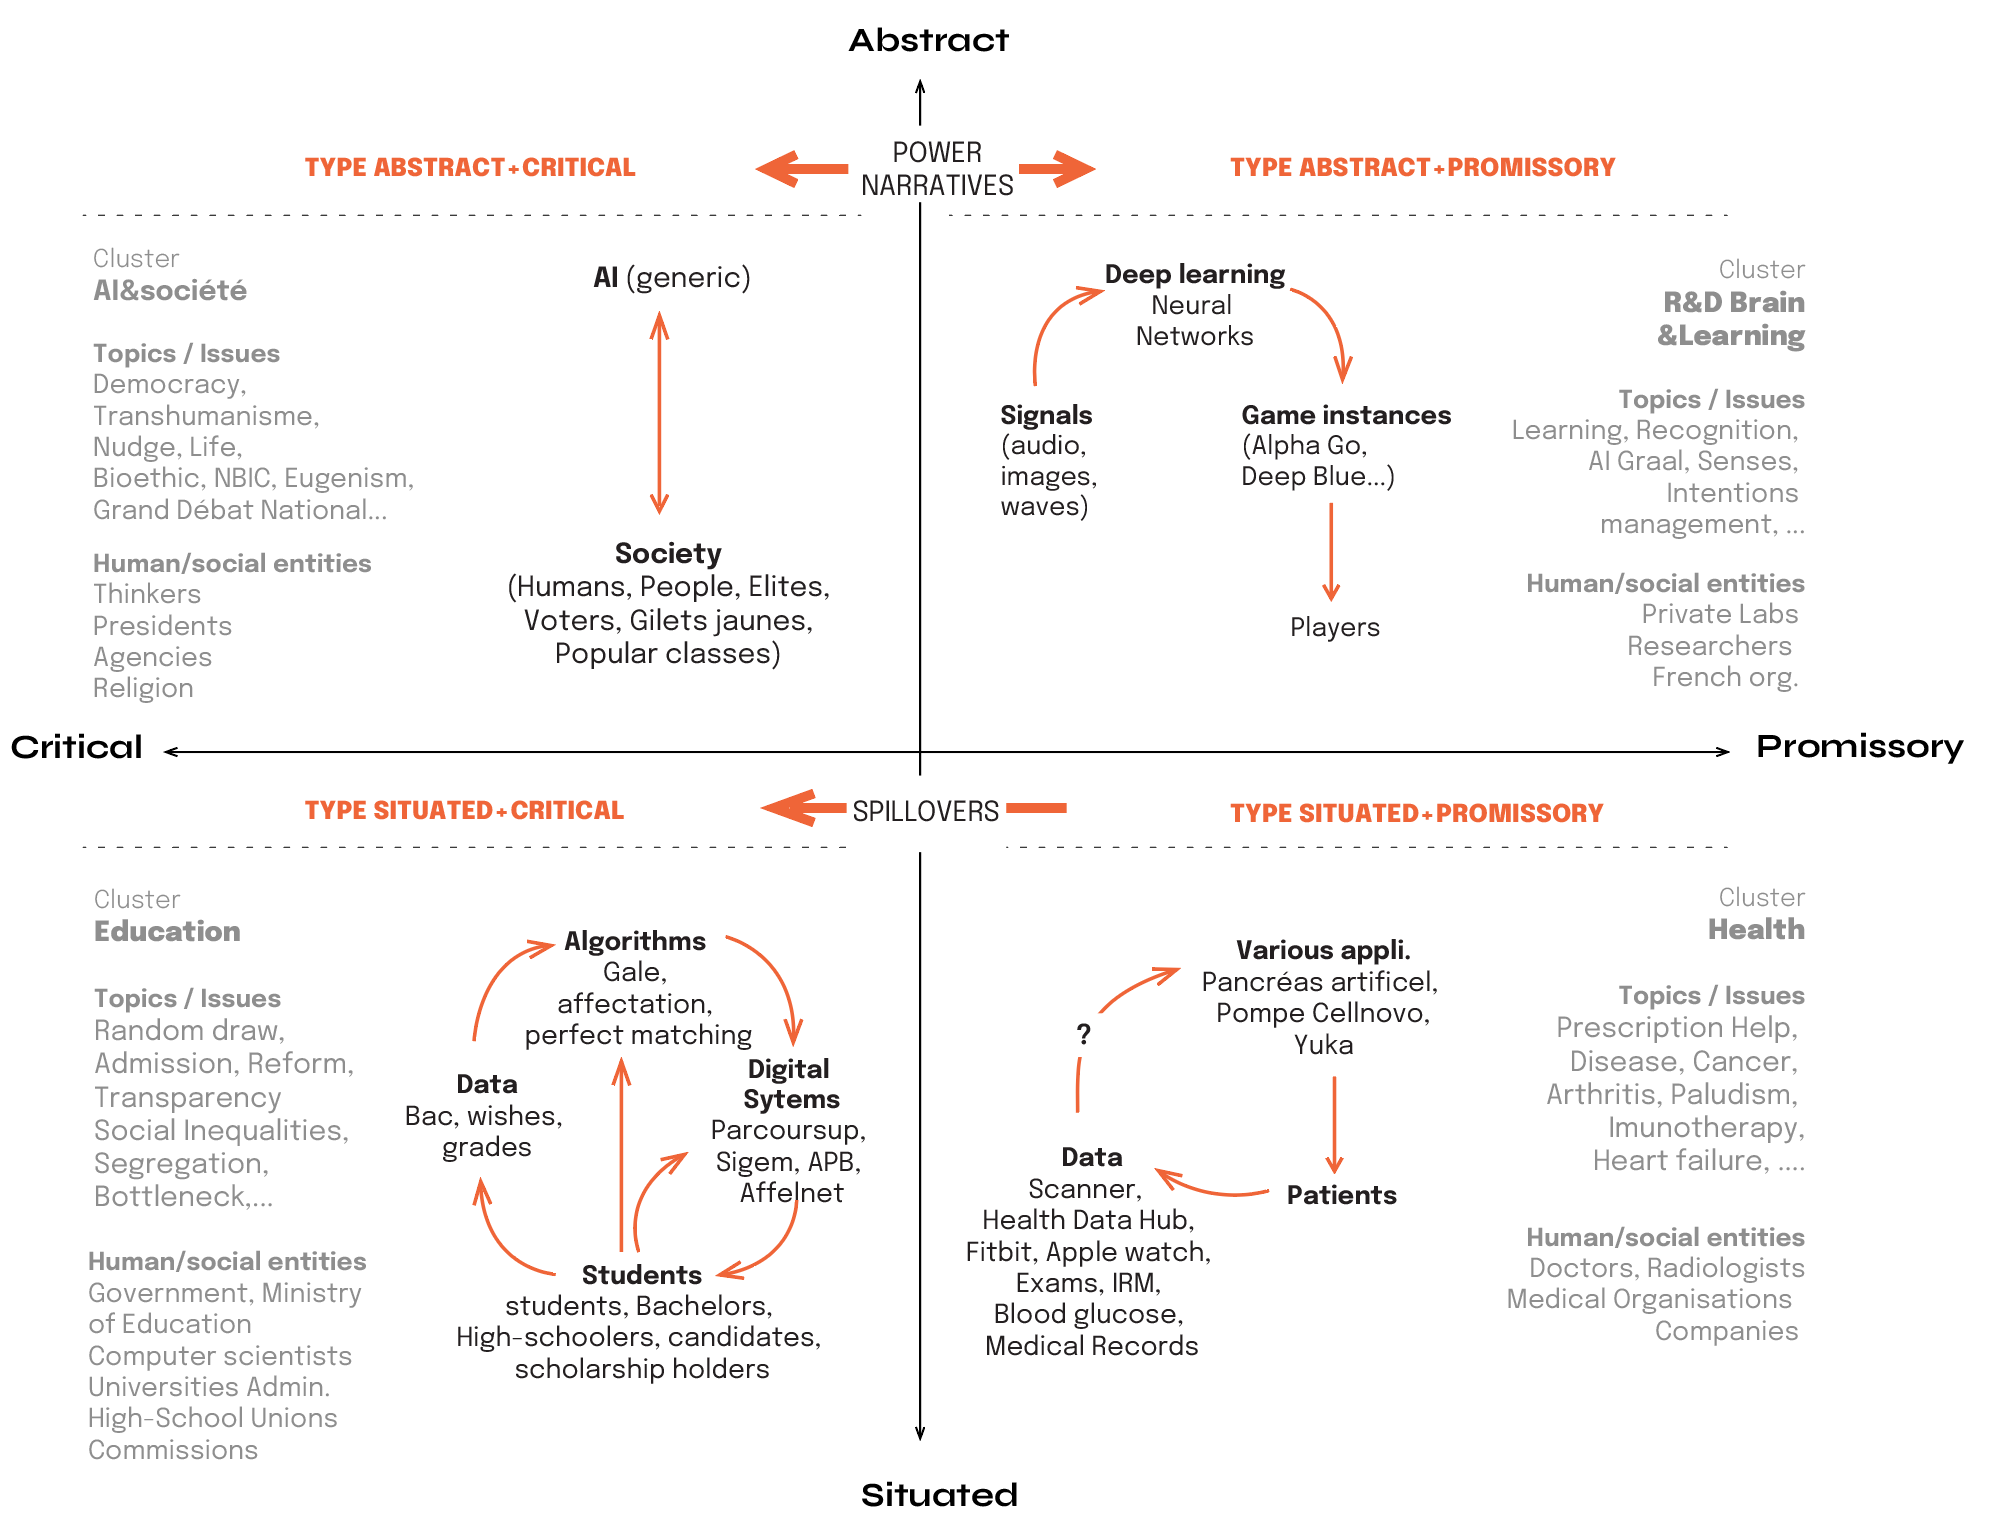 Abstract
POWER
NARRATIVES
TYPE ABSTRACT+CRITICAL
Cluster
AI&société
Topics / Issues
Democracy,
Transhumanisme,
Nudge, Life,
Bioethic, NBIC, Eugenism,
Grand Débat National...
Human/social entities
Thinkers
Presidents
Agencies
Religion
AI (generic)
Society
(Humans, People, Elites,
Voters, Gilets jaunes,
Popular classes)
TYPE ABSTRACT+PROMISSORY
Deep learning
Neural
Networks
Signals
(audio,
images,
waves)
Game instances
(Alpha Go,
Deep Blue...)
Players
Cluster
R&D Brain
&Learning
Topics / Issues
Learning, Recognition,
AI Graal, Senses,
Intentions
management, ...
Human/social entities
Private Labs
Researchers
French org.
Critical
Promissory
SPILLOVERS
TYPE SITUATED+CRITICAL
Cluster
Education
Topics / Issues
Random draw,
Admission, Reform,
Transparency
Social Inequalities,
Segregation,
Bottleneck,...
Human/social entities
Government, Ministry
of Education
Computer scientists
Universities Admin.
High-School Unions
Commissions
Algorithms
Gale,
affectation,
perfect matching
Data
Bac, wishes,
grades
Digital
Sytems
Parcoursup,
Sigem, APB,
Affelnet
Students
students, Bachelors,
High-schoolers, candidates,
scholarship holders
TYPE SITUATED+PROMISSORY
Various appli.
Pancréas artificel,
Pompe Cellnovo,
Yuka
?
Data
Scanner,
Health Data Hub,
Fitbit, Apple watch,
Exams, IRM,
Blood glucose,
Medical Records
Patients
Cluster
Health
Topics / Issues
Prescription Help,
Disease, Cancer,
Arthritis, Paludism,
Imunotherapy,
Heart failure, ....
Human/social entities
Doctors, Radiologists
Medical Organisations
Companies
Situated